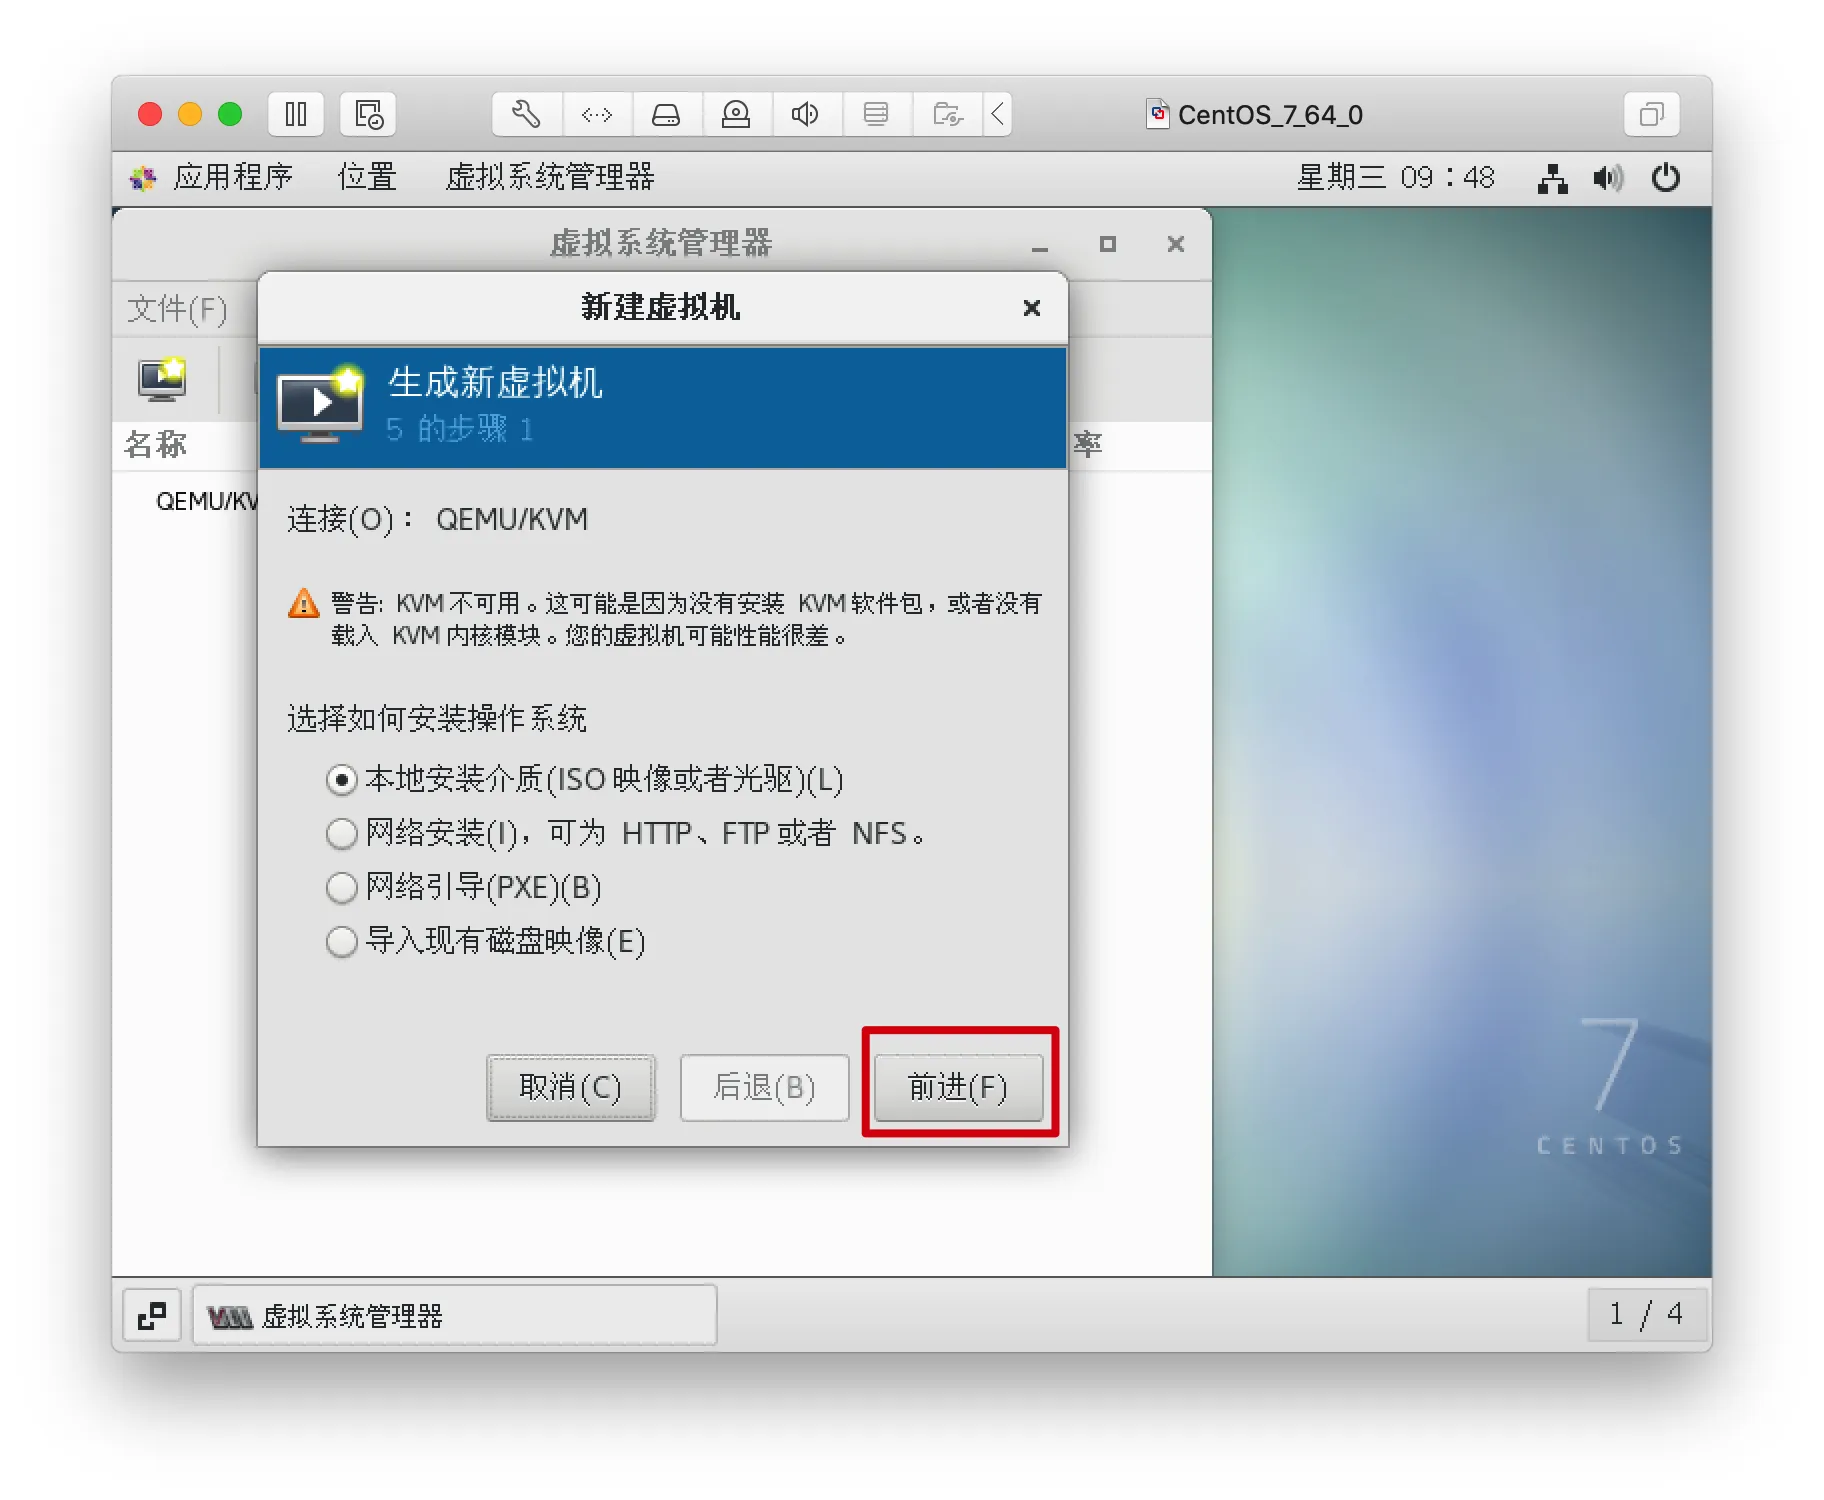 CentOS_7_64_0
应用程序 位置 虚拟系统管理器 星期三 09：48
虚拟系统管理器
文件(F)
新建虚拟机
生成新虚拟机
5 的步骤 1
名称
率
QEMU/KV
连接(O)： QEMU/KVM
警告: KVM 不可用。这可能是因为没有安装 KVM 软件包，或者没有
载入 KVM 内核模块。您的虚拟机可能性能很差。
选择如何安装操作系统
本地安装介质(ISO 映像或者光驱)(L)
网络安装(I)，可为 HTTP、FTP 或者 NFS。
网络引导(PXE)(B)
导入现有磁盘映像(E)
取消(C) 后退(B) 前进(F)
7
CENTOS
虚拟系统管理器
1 / 4